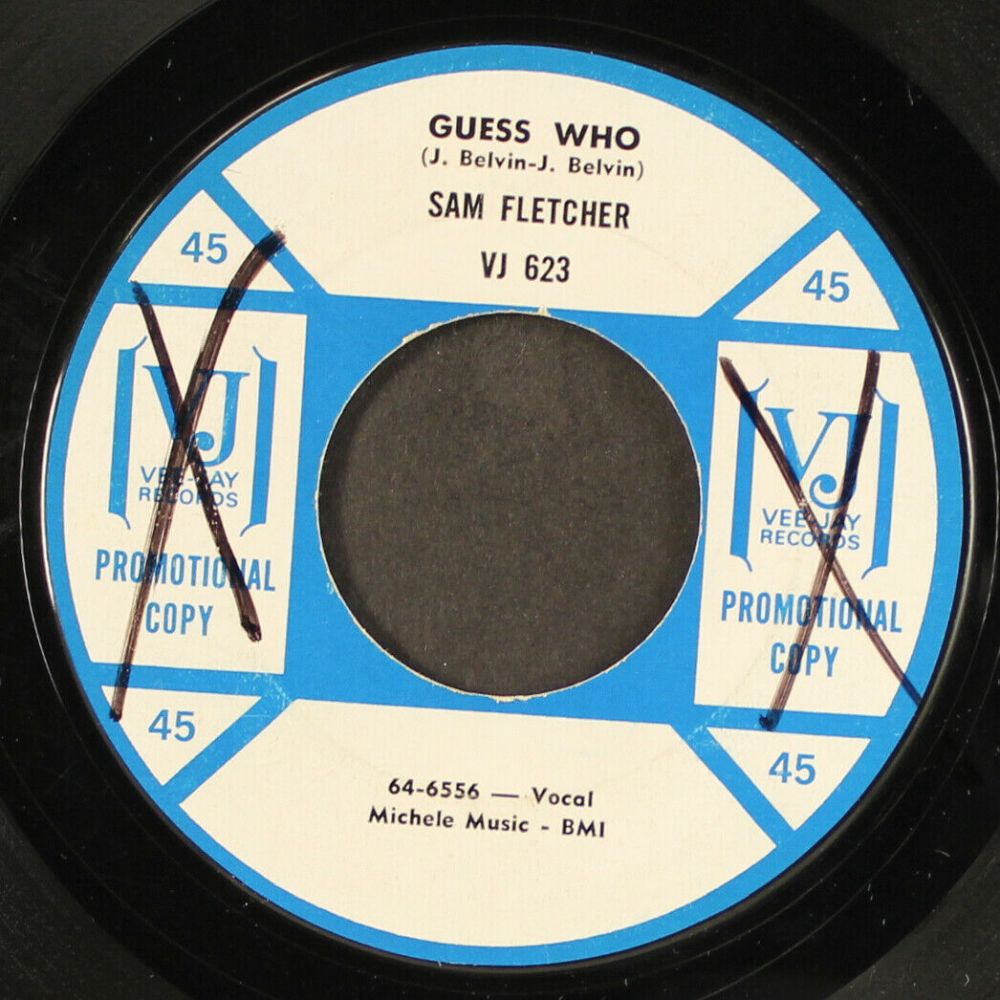 GUESS WHO
(J. Belvin-J. Belvin)
SAM FLETCHER
VJ 623
45
45
VJ
VEE-JAY
RECORDS
PROMOTIONAL
COPY
VJ
VEE-JAY
RECORDS
PROMOTIONAL
COPY
45
45
64-6556 — Vocal
Michele Music - BMI